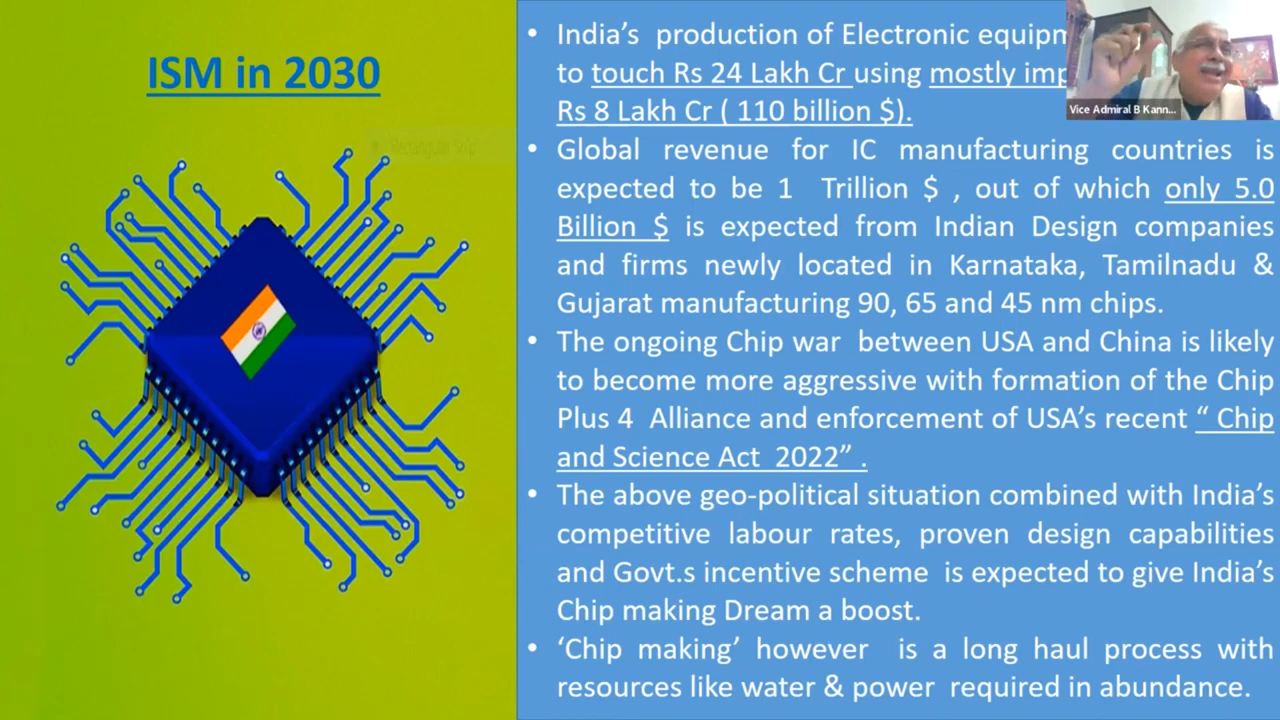 ISM in 2030
• India’s production of Electronic
to touch Rs 24 Lakh Cr using mostly
Rs 8 Lakh Cr ( 110 billion $).
Vice Admiral B Kann...
• Global revenue for IC manufacturing countries is
expected to be 1 Trillion $ , out of which only 5.0
Billion $ is expected from Indian Design companies
and firms newly located in Karnataka, Tamilnadu &
Gujarat manufacturing 90, 65 and 45 nm chips.
• The ongoing Chip war between USA and China is likely
to become more aggressive with formation of the Chip
Plus 4 Alliance and enforcement of USA’s recent “ Chip
and Science Act 2022” .
• The above geo-political situation combined with India’s
competitive labour rates, proven design capabilities
and Govt.s incentive scheme is expected to give India’s
Chip making Dream a boost.
• ‘Chip making’ however is a long haul process with
resources like water & power required in abundance.